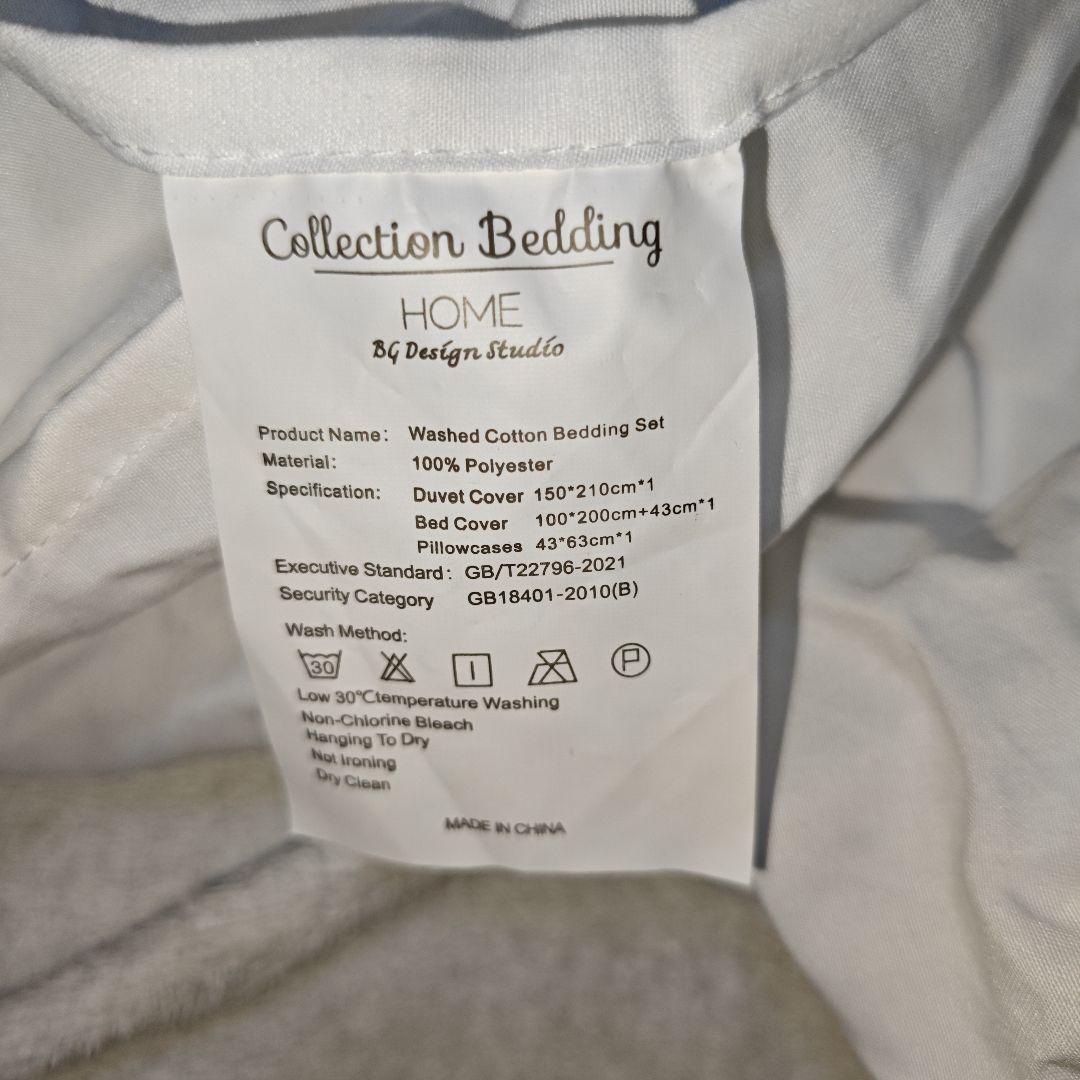 Collection Bedding
HOME
BG Design Studio
Product Name: Washed Cotton Bedding Set
Material: 100% Polyester
Specification: Duvet Cover 150*210cm*1
Bed Cover 100*200cm+43cm*1
Pillowcases 43*63cm*1
Executive Standard: GB/T22796-2021
Security Category GB18401-2010(B)
Wash Method:
30 P
Low 30℃temperature Washing
Non-Chlorine Bleach
Hanging To Dry
Not Ironing
Dry Clean
MADE IN CHINA